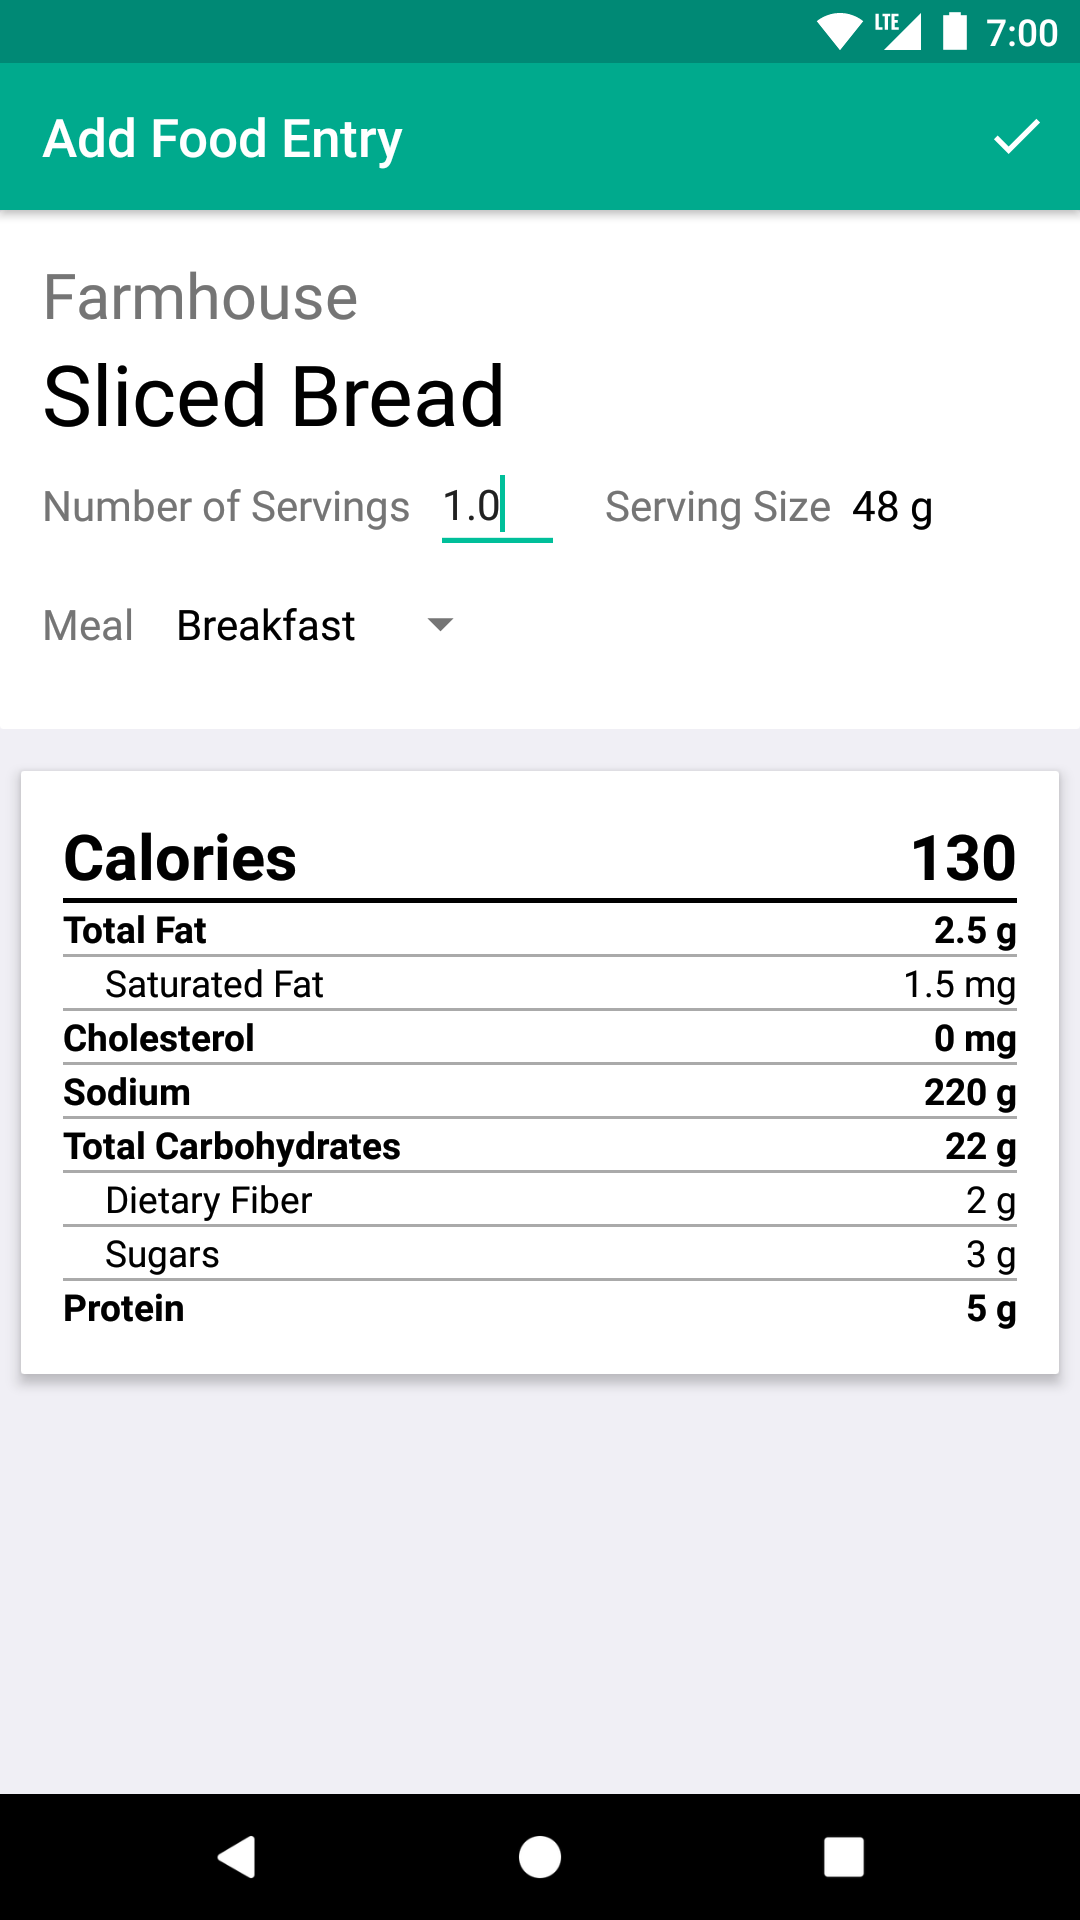 LTE 7:00
Add Food Entry
Farmhouse
Sliced Bread
Number of Servings 1.0 Serving Size 48 g
Meal Breakfast
Calories 130
Total Fat 2.5 g
Saturated Fat 1.5 mg
Cholesterol 0 mg
Sodium 220 g
Total Carbohydrates 22 g
Dietary Fiber 2 g
Sugars 3 g
Protein 5 g